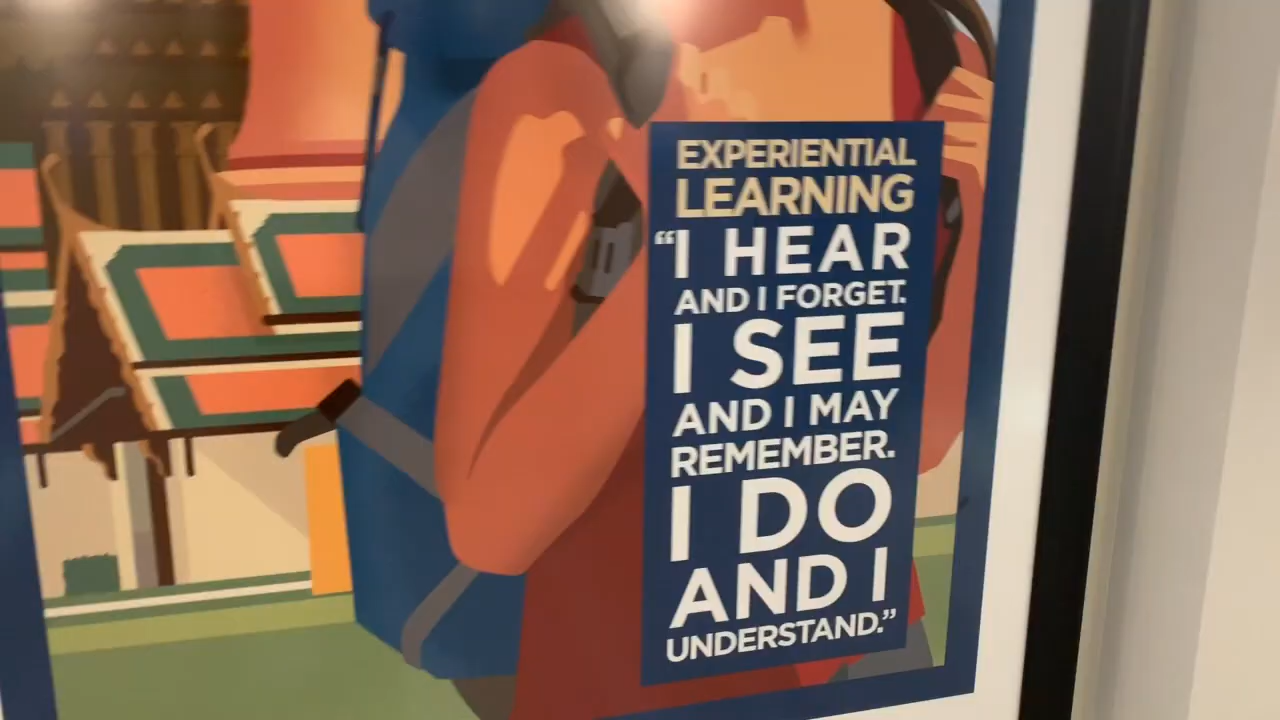 EXPERIENTIAL
LEARNING
“I HEAR
AND I FORGET.
I SEE
AND I MAY
REMEMBER.
I DO
AND I
UNDERSTAND.”